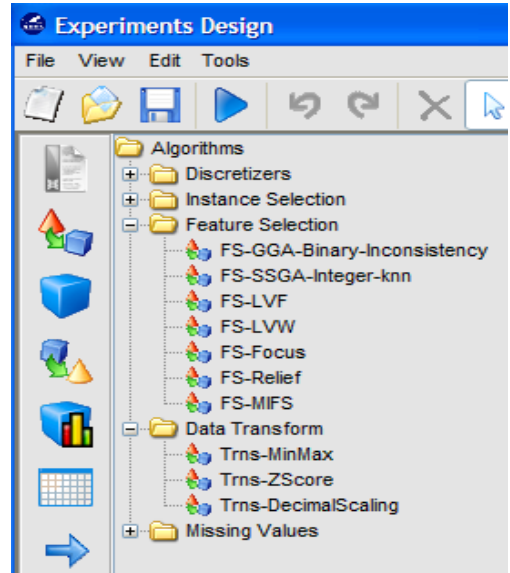 Experiments Design
File View Edit Tools
Algorithms
Discretizers
Instance Selection
Feature Selection
FS-GGA-Binary-Inconsistency
FS-SSGA-Integer-knn
FS-LVF
FS-LVW
FS-Focus
FS-Relief
FS-MIFS
Data Transform
Trns-MinMax
Trns-ZScore
Trns-DecimalScaling
Missing Values